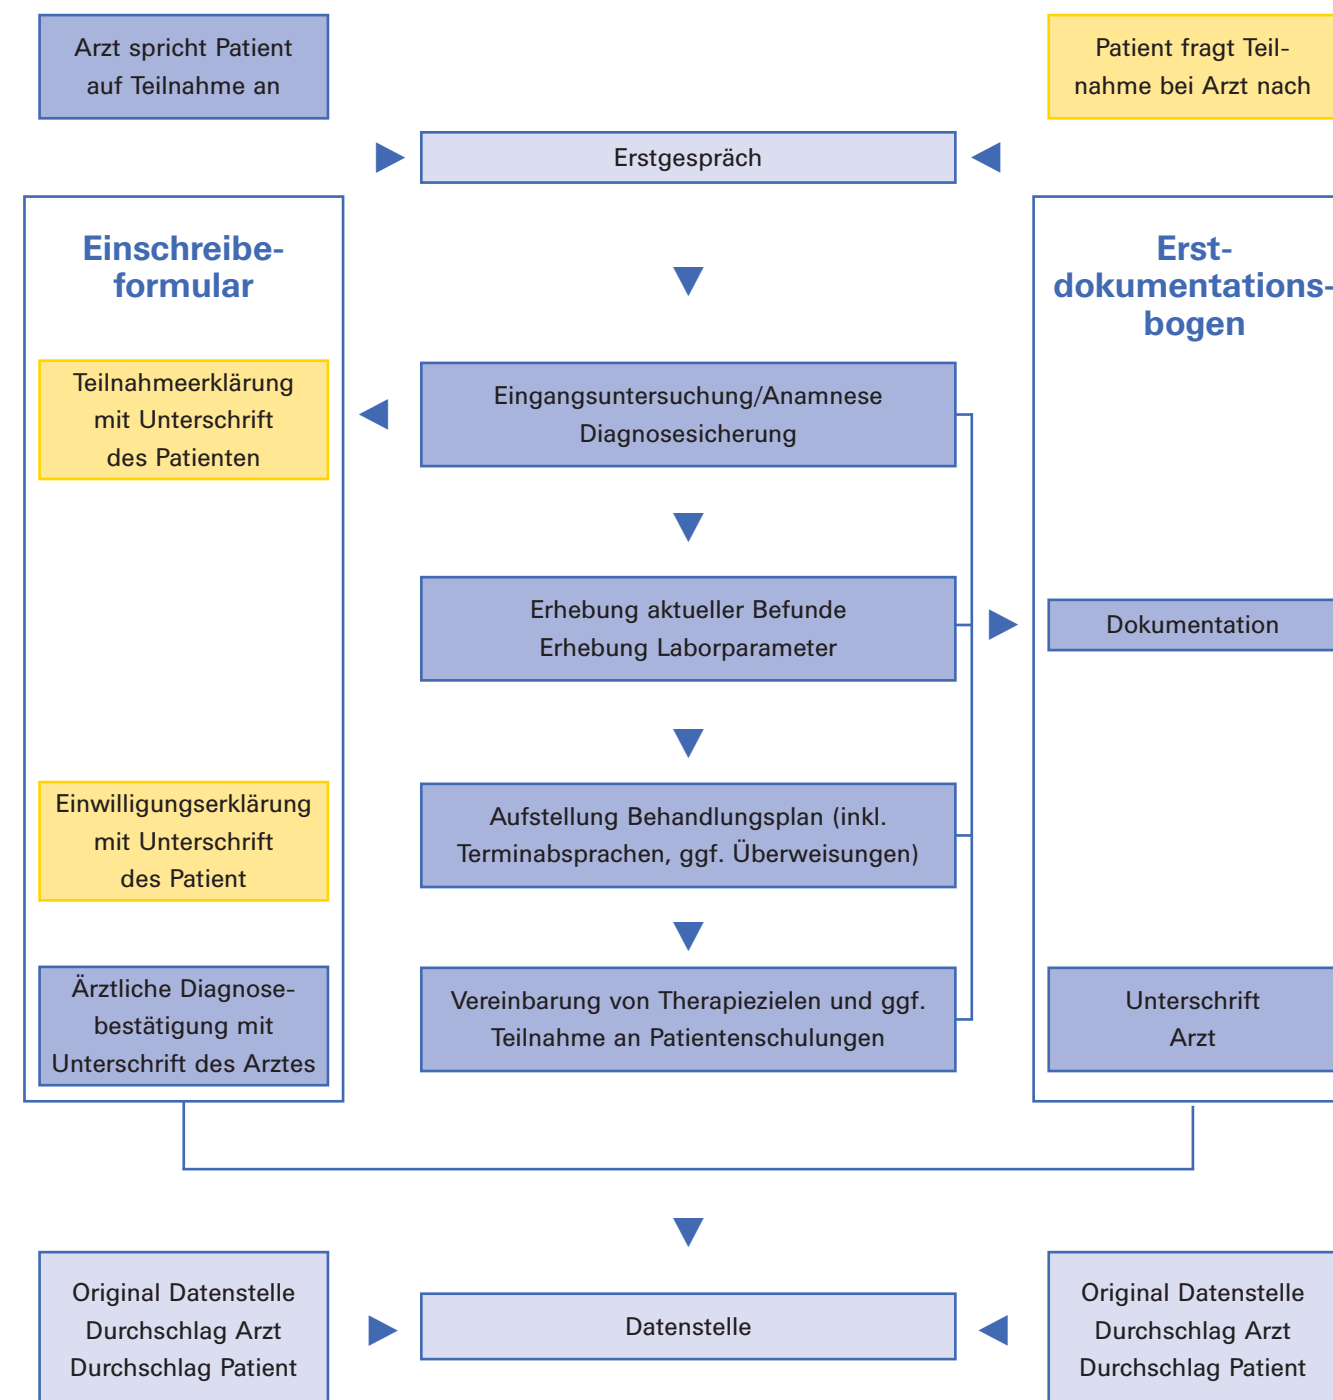 Arzt spricht Patient
auf Teilnahme an
Patient fragt Teil-
nahme bei Arzt nach
Erstgespräch
Einschreibe-
formular
Erst-
dokumentations-
bogen
Teilnahmeerklärung
mit Unterschrift
des Patienten
Eingangsuntersuchung/Anamnese
Diagnosesicherung
Erhebung aktueller Befunde
Erhebung Laborparameter
Dokumentation
Einwilligungserklärung
mit Unterschrift
des Patient
Aufstellung Behandlungsplan (inkl.
Terminabsprachen, ggf. Überweisungen)
Ärztliche Diagnose-
bestätigung mit
Unterschrift des Arztes
Vereinbarung von Therapiezielen und ggf.
Teilnahme an Patientenschulungen
Unterschrift
Arzt
Original Datenstelle
Durchschlag Arzt
Durchschlag Patient
Datenstelle
Original Datenstelle
Durchschlag Arzt
Durchschlag Patient